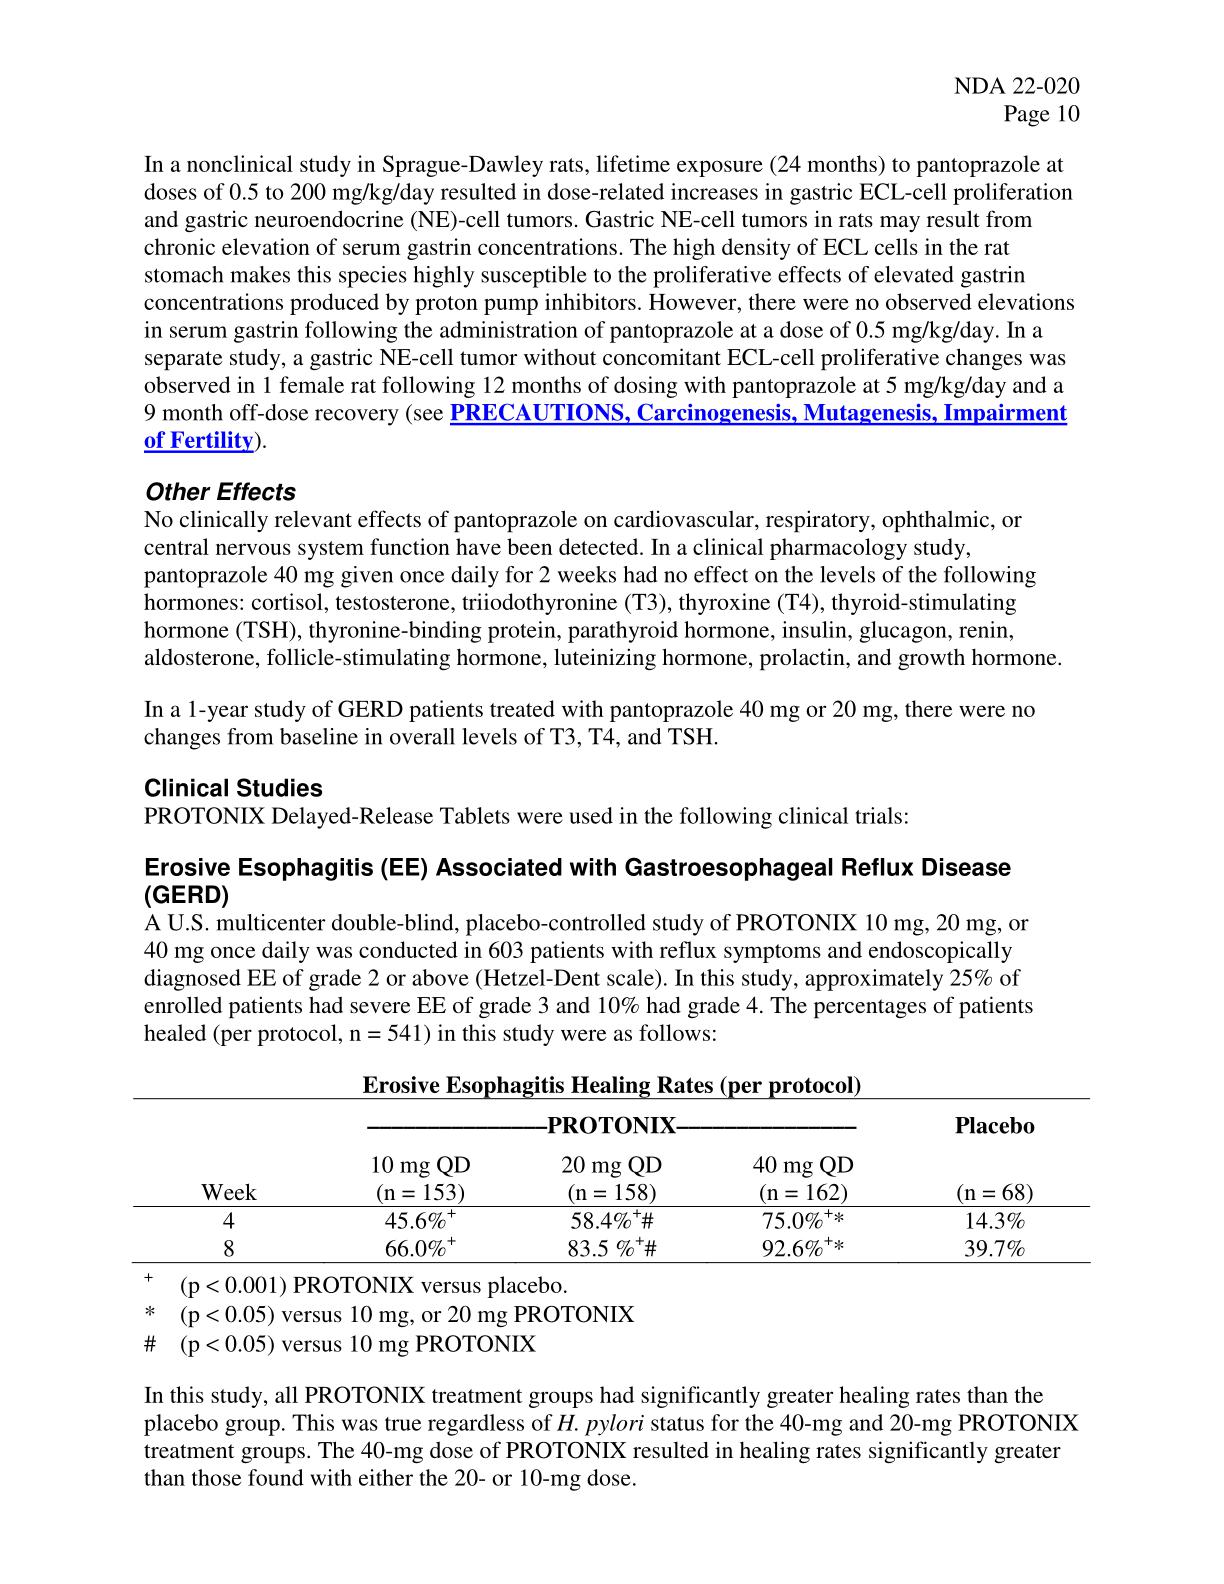 NDA 22-020
Page 10
In a nonclinical study in Sprague-Dawley rats, lifetime exposure (24 months) to pantoprazole at
doses of 0.5 to 200 mg/kg/day resulted in dose-related increases in gastric ECL-cell proliferation
and gastric neuroendocrine (NE)-cell tumors. Gastric NE-cell tumors in rats may result from
chronic elevation of serum gastrin concentrations. The high density of ECL cells in the rat
stomach makes this species highly susceptible to the proliferative effects of elevated gastrin
concentrations produced by proton pump inhibitors. However, there were no observed elevations
in serum gastrin following the administration of pantoprazole at a dose of 0.5 mg/kg/day. In a
separate study, a gastric NE-cell tumor without concomitant ECL-cell proliferative changes was
observed in 1 female rat following 12 months of dosing with pantoprazole at 5 mg/kg/day and a
9 month off-dose recovery (see PRECAUTIONS, Carcinogenesis, Mutagenesis, Impairment
of Fertility).
Other Effects
No clinically relevant effects of pantoprazole on cardiovascular, respiratory, ophthalmic, or
central nervous system function have been detected. In a clinical pharmacology study,
pantoprazole 40 mg given once daily for 2 weeks had no effect on the levels of the following
hormones: cortisol, testosterone, triiodothyronine (T3), thyroxine (T4), thyroid-stimulating
hormone (TSH), thyronine-binding protein, parathyroid hormone, insulin, glucagon, renin,
aldosterone, follicle-stimulating hormone, luteinizing hormone, prolactin, and growth hormone.
In a 1-year study of GERD patients treated with pantoprazole 40 mg or 20 mg, there were no
changes from baseline in overall levels of T3, T4, and TSH.
Clinical Studies
PROTONIX Delayed-Release Tablets were used in the following clinical trials:
Erosive Esophagitis (EE) Associated with Gastroesophageal Reflux Disease
(GERD)
A U.S. multicenter double-blind, placebo-controlled study of PROTONIX 10 mg, 20 mg, or
40 mg once daily was conducted in 603 patients with reflux symptoms and endoscopically
diagnosed EE of grade 2 or above (Hetzel-Dent scale). In this study, approximately 25% of
enrolled patients had severe EE of grade 3 and 10% had grade 4. The percentages of patients
healed (per protocol, n = 541) in this study were as follows:
Erosive Esophagitis Healing Rates (per protocol)
———————PROTONIX——————— Placebo
10 mg QD 20 mg QD 40 mg QD
Week (n = 153) (n = 158) (n = 162) (n = 68)
4 45.6%+ 58.4%+# 75.0%+* 14.3%
8 66.0%+ 83.5 %+# 92.6%+* 39.7%
+ (p < 0.001) PROTONIX versus placebo.
* (p < 0.05) versus 10 mg, or 20 mg PROTONIX
# (p < 0.05) versus 10 mg PROTONIX
In this study, all PROTONIX treatment groups had significantly greater healing rates than the
placebo group. This was true regardless of H. pylori status for the 40-mg and 20-mg PROTONIX
treatment groups. The 40-mg dose of PROTONIX resulted in healing rates significantly greater
than those found with either the 20- or 10-mg dose.